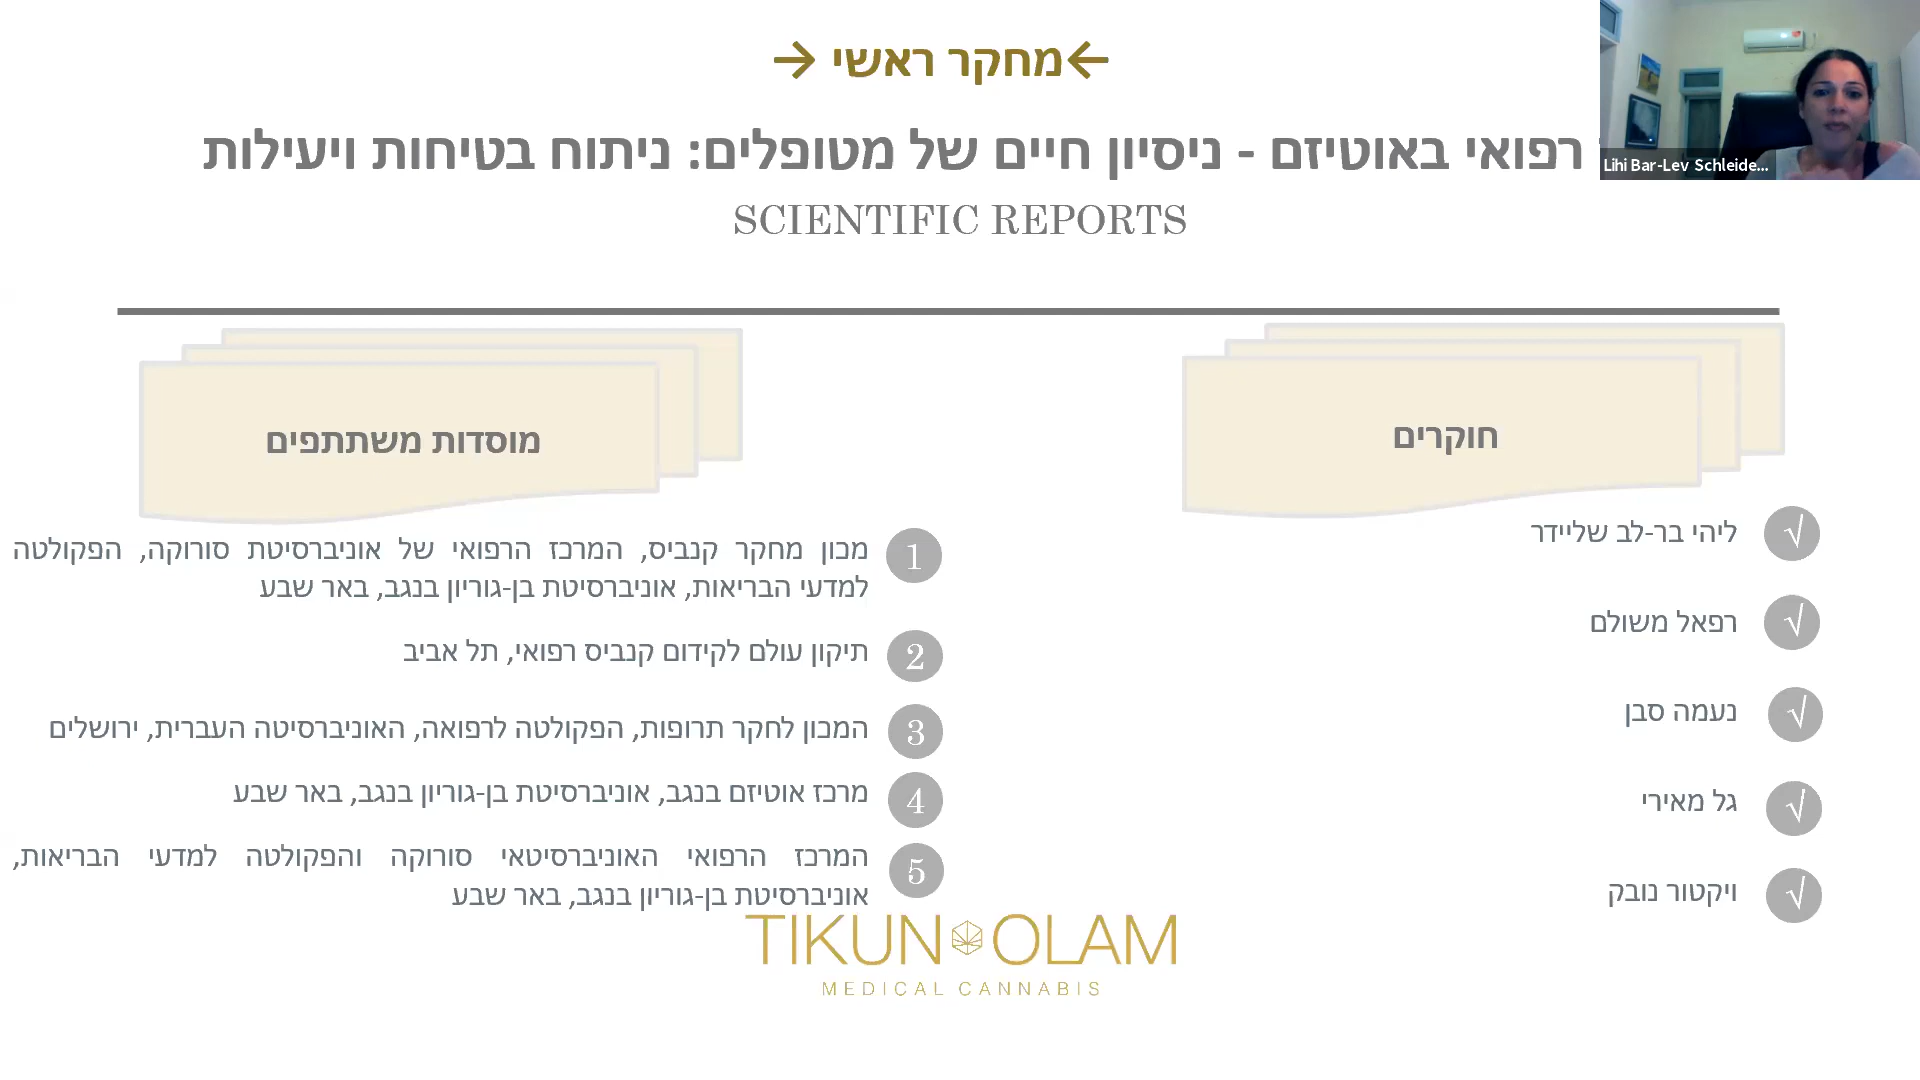 ←מחקר ראשי →
רפואי באוטיזם - ניסיון חיים של מטופלים: ניתוח בטיחות ויעילות
SCIENTIFIC REPORTS
Lihi Bar-Lev Schleide...
חוקרים
√ ליהי בר-לב שליידר
√ רפאל משולם
√ נעמה סבן
√ גל מאירי
√ ויקטור נובק
מוסדות משתתפים
1 מכון מחקר קנביס, המרכז הרפואי של אוניברסיטת סורוקה, הפקולטה
למדעי הבריאות, אוניברסיטת בן-גוריון בנגב, באר שבע
2 תיקון עולם לקידום קנביס רפואי, תל אביב
3 המכון לחקר תרופות, הפקולטה לרפואה, האוניברסיטה העברית, ירושלים
4 מרכז אוטיזם בנגב, אוניברסיטת בן-גוריון בנגב, באר שבע
5 המרכז הרפואי האוניברסיטאי סורוקה והפקולטה למדעי הבריאות,
אוניברסיטת בן-גוריון בנגב, באר שבע
TIKUN OLAM
MEDICAL CANNABIS